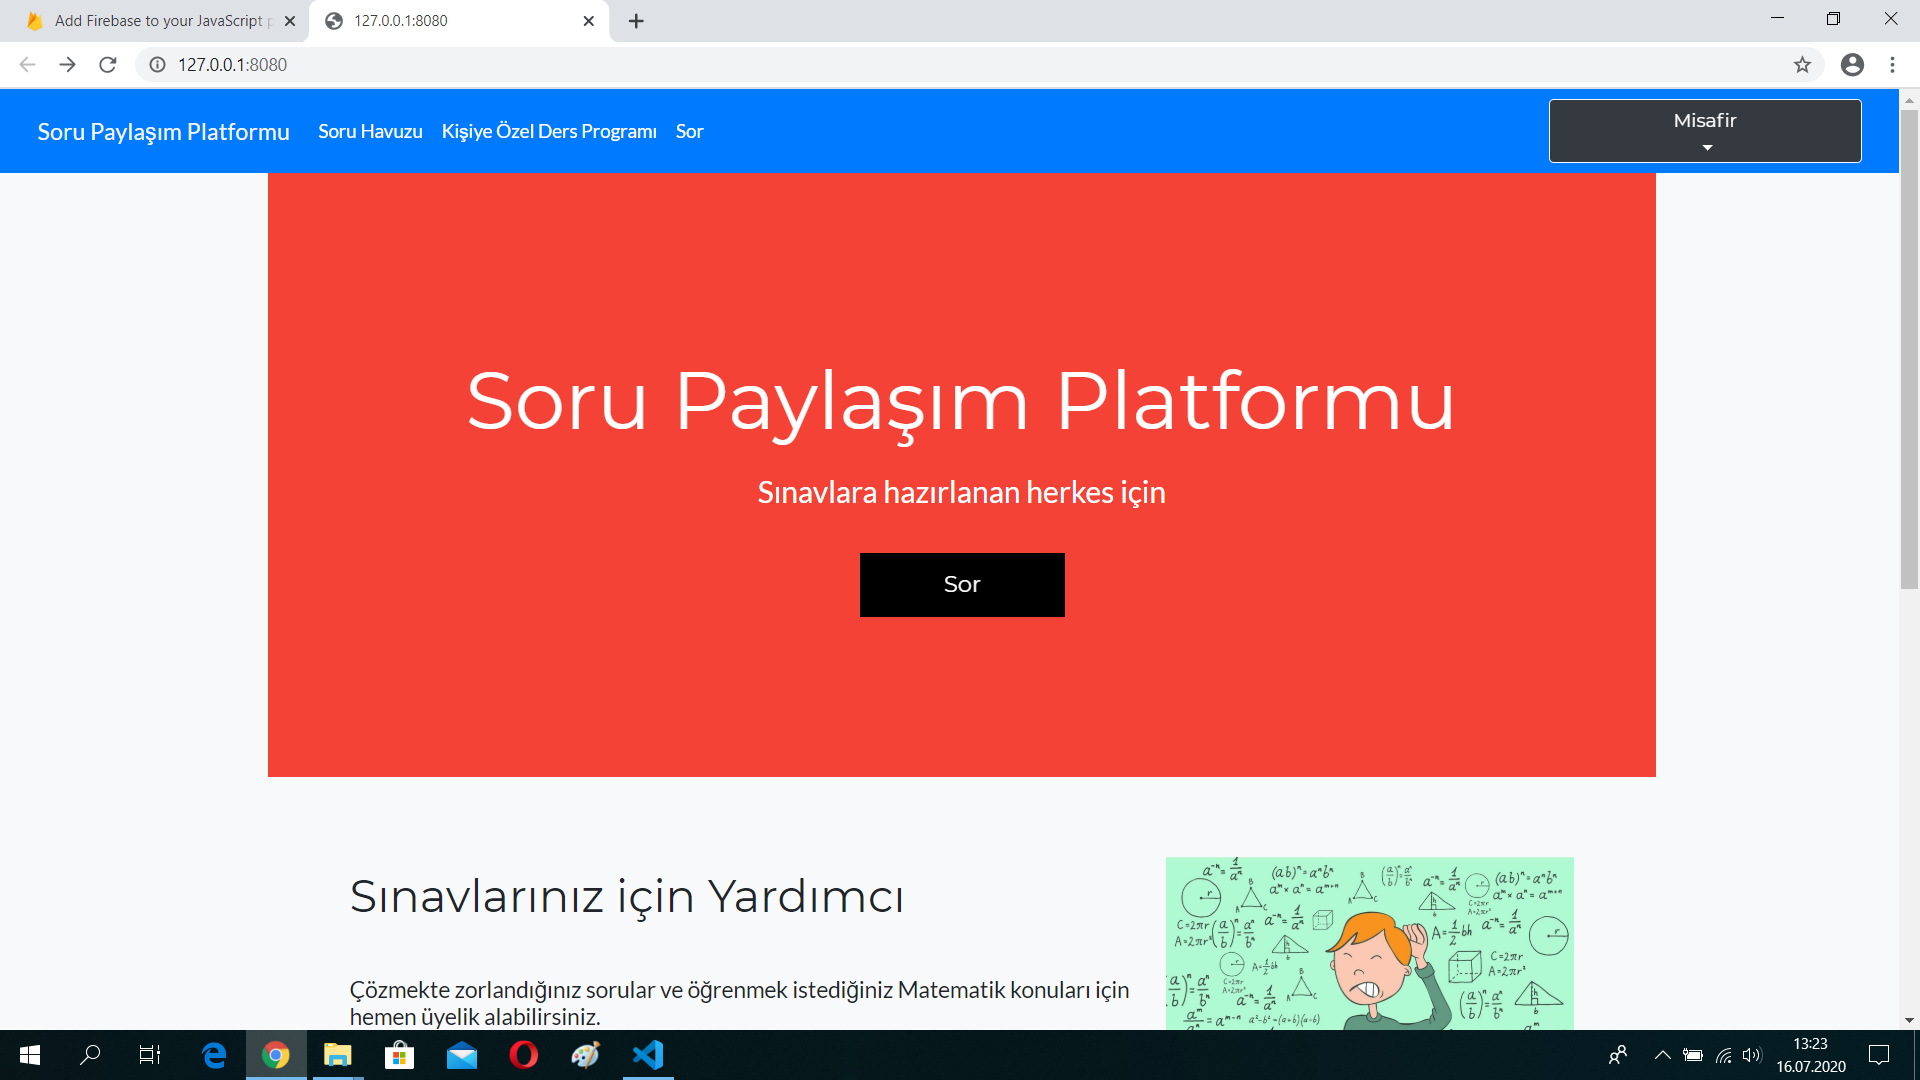 Add Firebase to your JavaScript p
127.0.0.1:8080
127.0.0.1:8080
Soru Paylaşım Platformu
Soru Havuzu
Kişiye Özel Ders Programı
Sor
Misafir
Soru Paylaşım Platformu
Sınavlara hazırlanan herkes için
Sor
Sınavlarınız için Yardımcı
Çözmekte zorlandığınız sorular ve öğrenmek istediğiniz Matematik konuları için
hemen üyelik alabilirsiniz.
13:23
16.07.2020